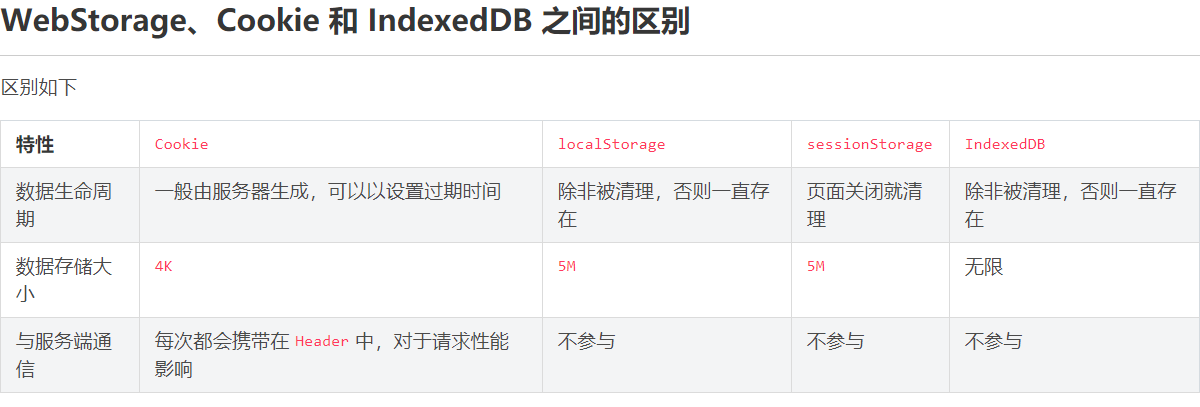 WebStorage、Cookie 和 IndexedDB 之间的区别
区别如下
特性 Cookie localStorage sessionStorage IndexedDB
数据生命周 一般由服务器生成，可以以设置过期时间 除非被清理，否则一直存 页面关闭就清 除非被清理，否则一直存
期 在 理 在
数据存储大 4K 5M 5M 无限
小
与服务端通 每次都会携带在 Header 中，对于请求性能 不参与 不参与 不参与
信 影响